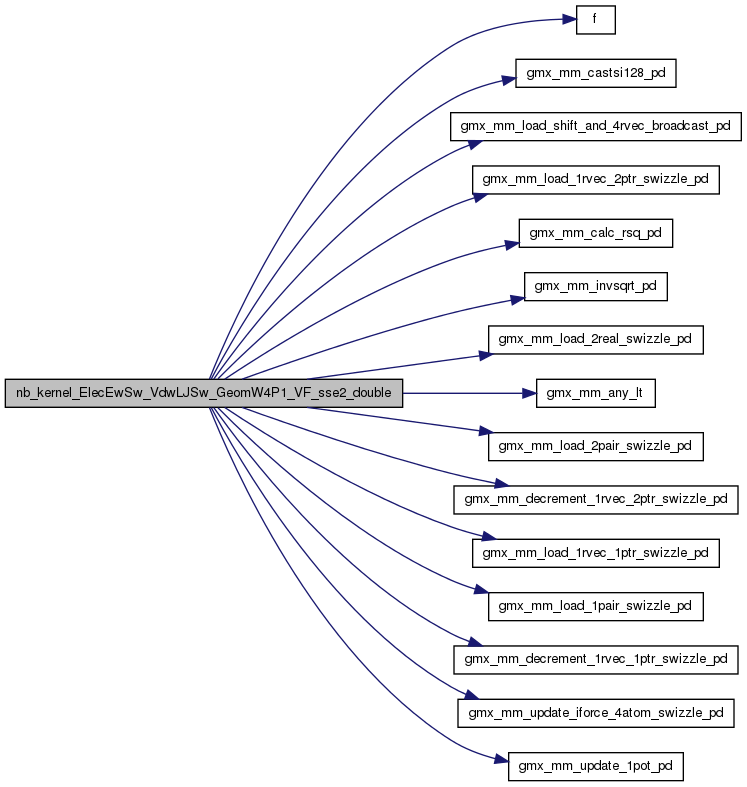 f
gmx_mm_castsi128_pd
gmx_mm_load_shift_and_4rvec_broadcast_pd
gmx_mm_load_1rvec_2ptr_swizzle_pd
gmx_mm_calc_rsq_pd
gmx_mm_invsqrt_pd
gmx_mm_load_2real_swizzle_pd
nb_kernel_ElecEwSw_VdwLJSw_GeomW4P1_VF_sse2_double
gmx_mm_any_lt
gmx_mm_load_2pair_swizzle_pd
gmx_mm_decrement_1rvec_2ptr_swizzle_pd
gmx_mm_load_1rvec_1ptr_swizzle_pd
gmx_mm_load_1pair_swizzle_pd
gmx_mm_decrement_1rvec_1ptr_swizzle_pd
gmx_mm_update_iforce_4atom_swizzle_pd
gmx_mm_update_1pot_pd